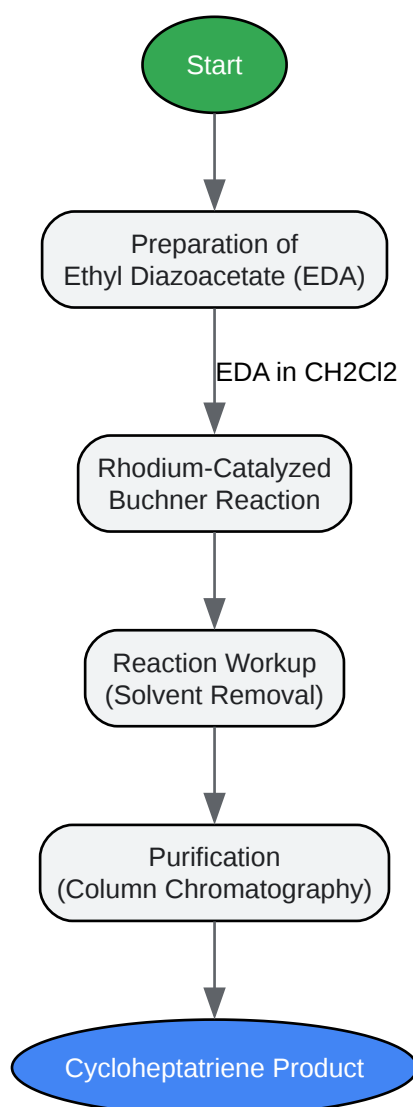 Start
Preparation of
Ethyl Diazoacetate (EDA)
EDA in CH2Cl2
Rhodium-Catalyzed
Buchner Reaction
Reaction Workup
(Solvent Removal)
Purification
(Column Chromatography)
Cycloheptatriene Product